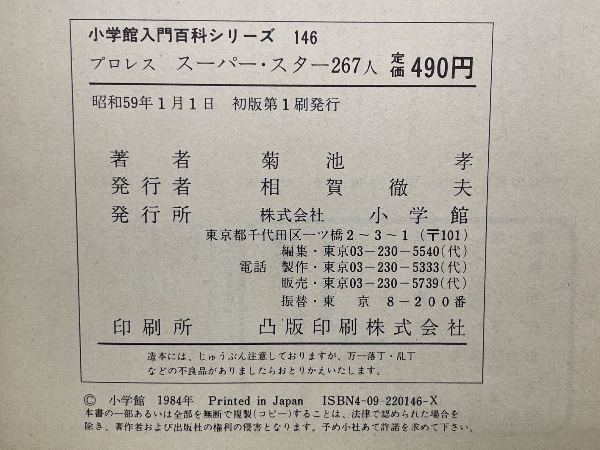 小学館入門百科シリーズ 146
プロレス スーパー・スター267人 定価 490円
昭和59年1月1日 初版第1刷発行
著者 菊池 孝
発行者 相賀徹夫
発行所 株式会社 小学館
東京都千代田区一ツ橋2~3~1(〒101)
編集・東京03-230-5540(代)
電話 製作・東京03-230-5333(代)
販売・東京03-230-5739(代)
振替・東京 8-200番
印刷所 凸版印刷株式会社
造本には、じゅうぶん注意しておりますが、万一落丁・乱丁
などの不良品がありましたらおとりかえいたします。
© 小学館 1984年 Printed in Japan ISBN4-09-220146-X
本書の一部あるいは全部を無断で複製(コピー)することは、法律で認められた場合を
除き、著作者および出版社の権利の侵害となります。予め小社あて許諾を求めて下さい。